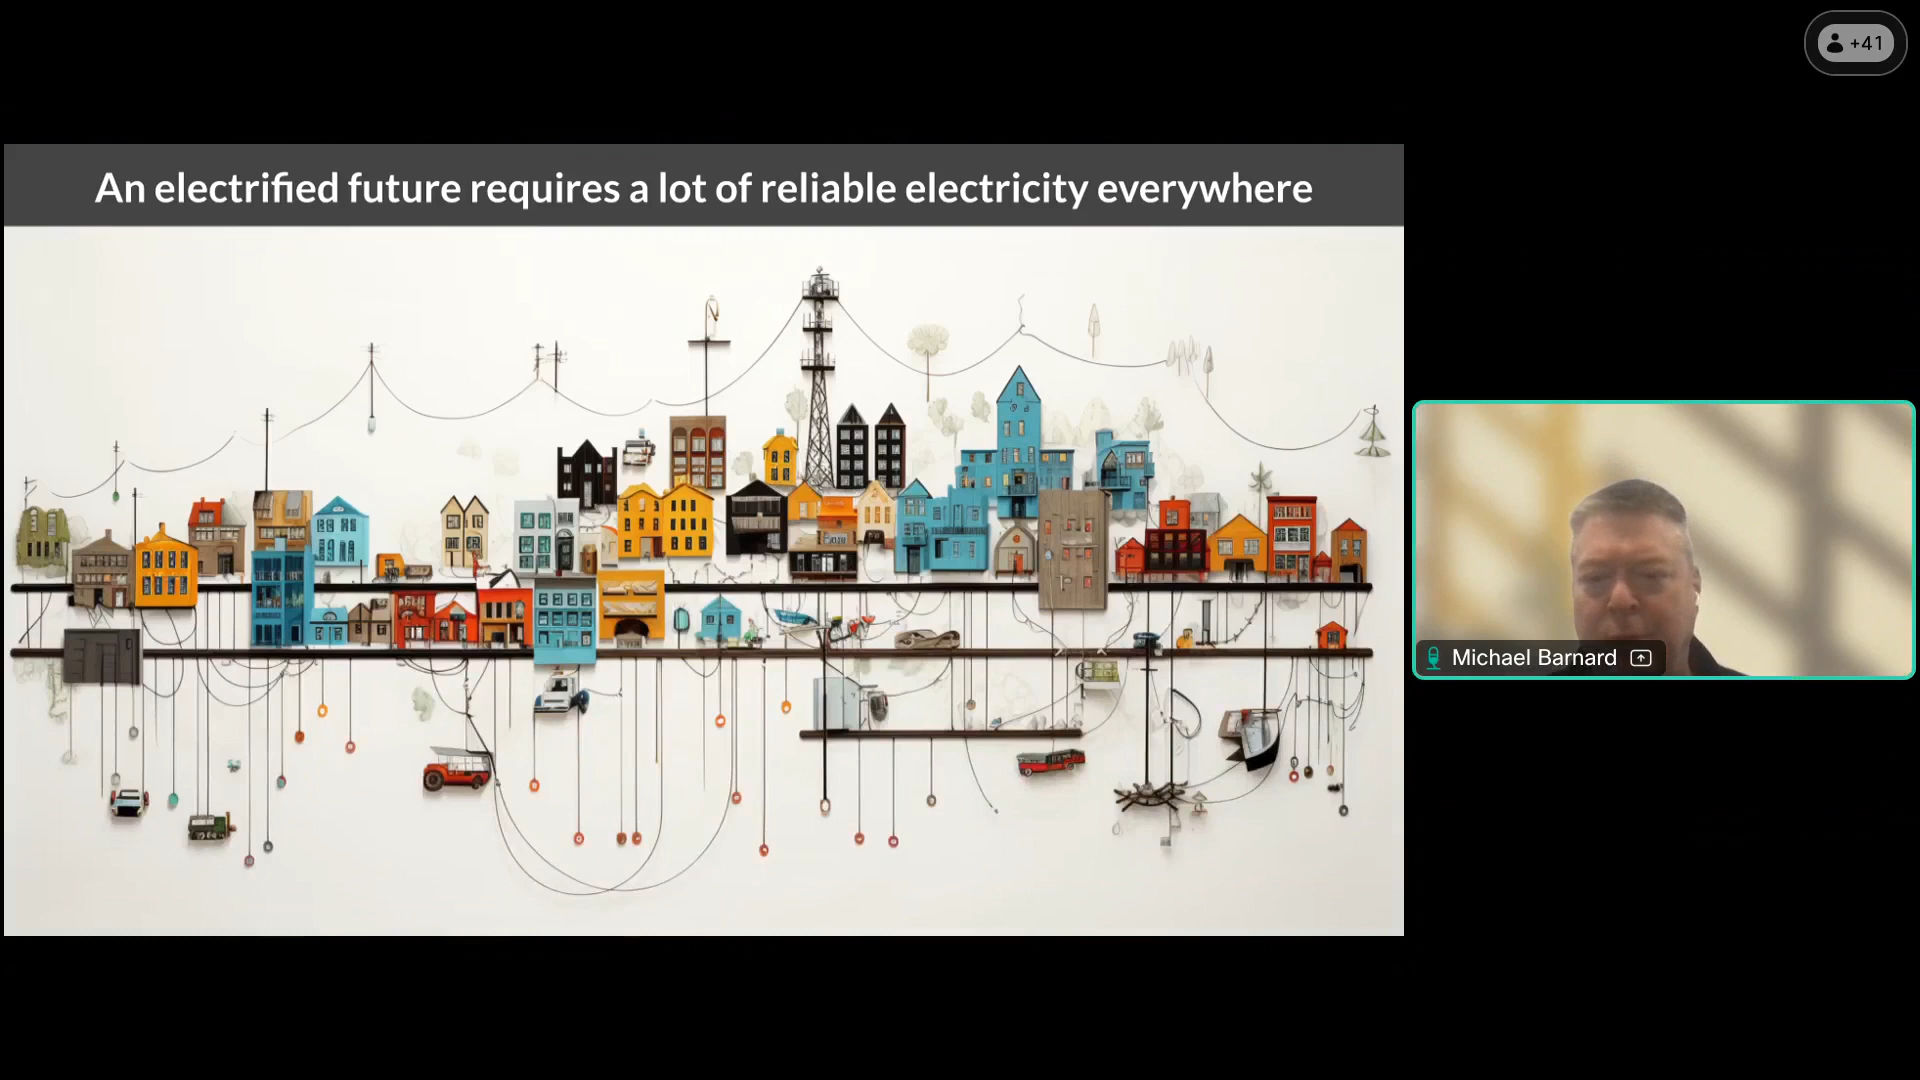 +41
An electrified future requires a lot of reliable electricity everywhere
Michael Barnard